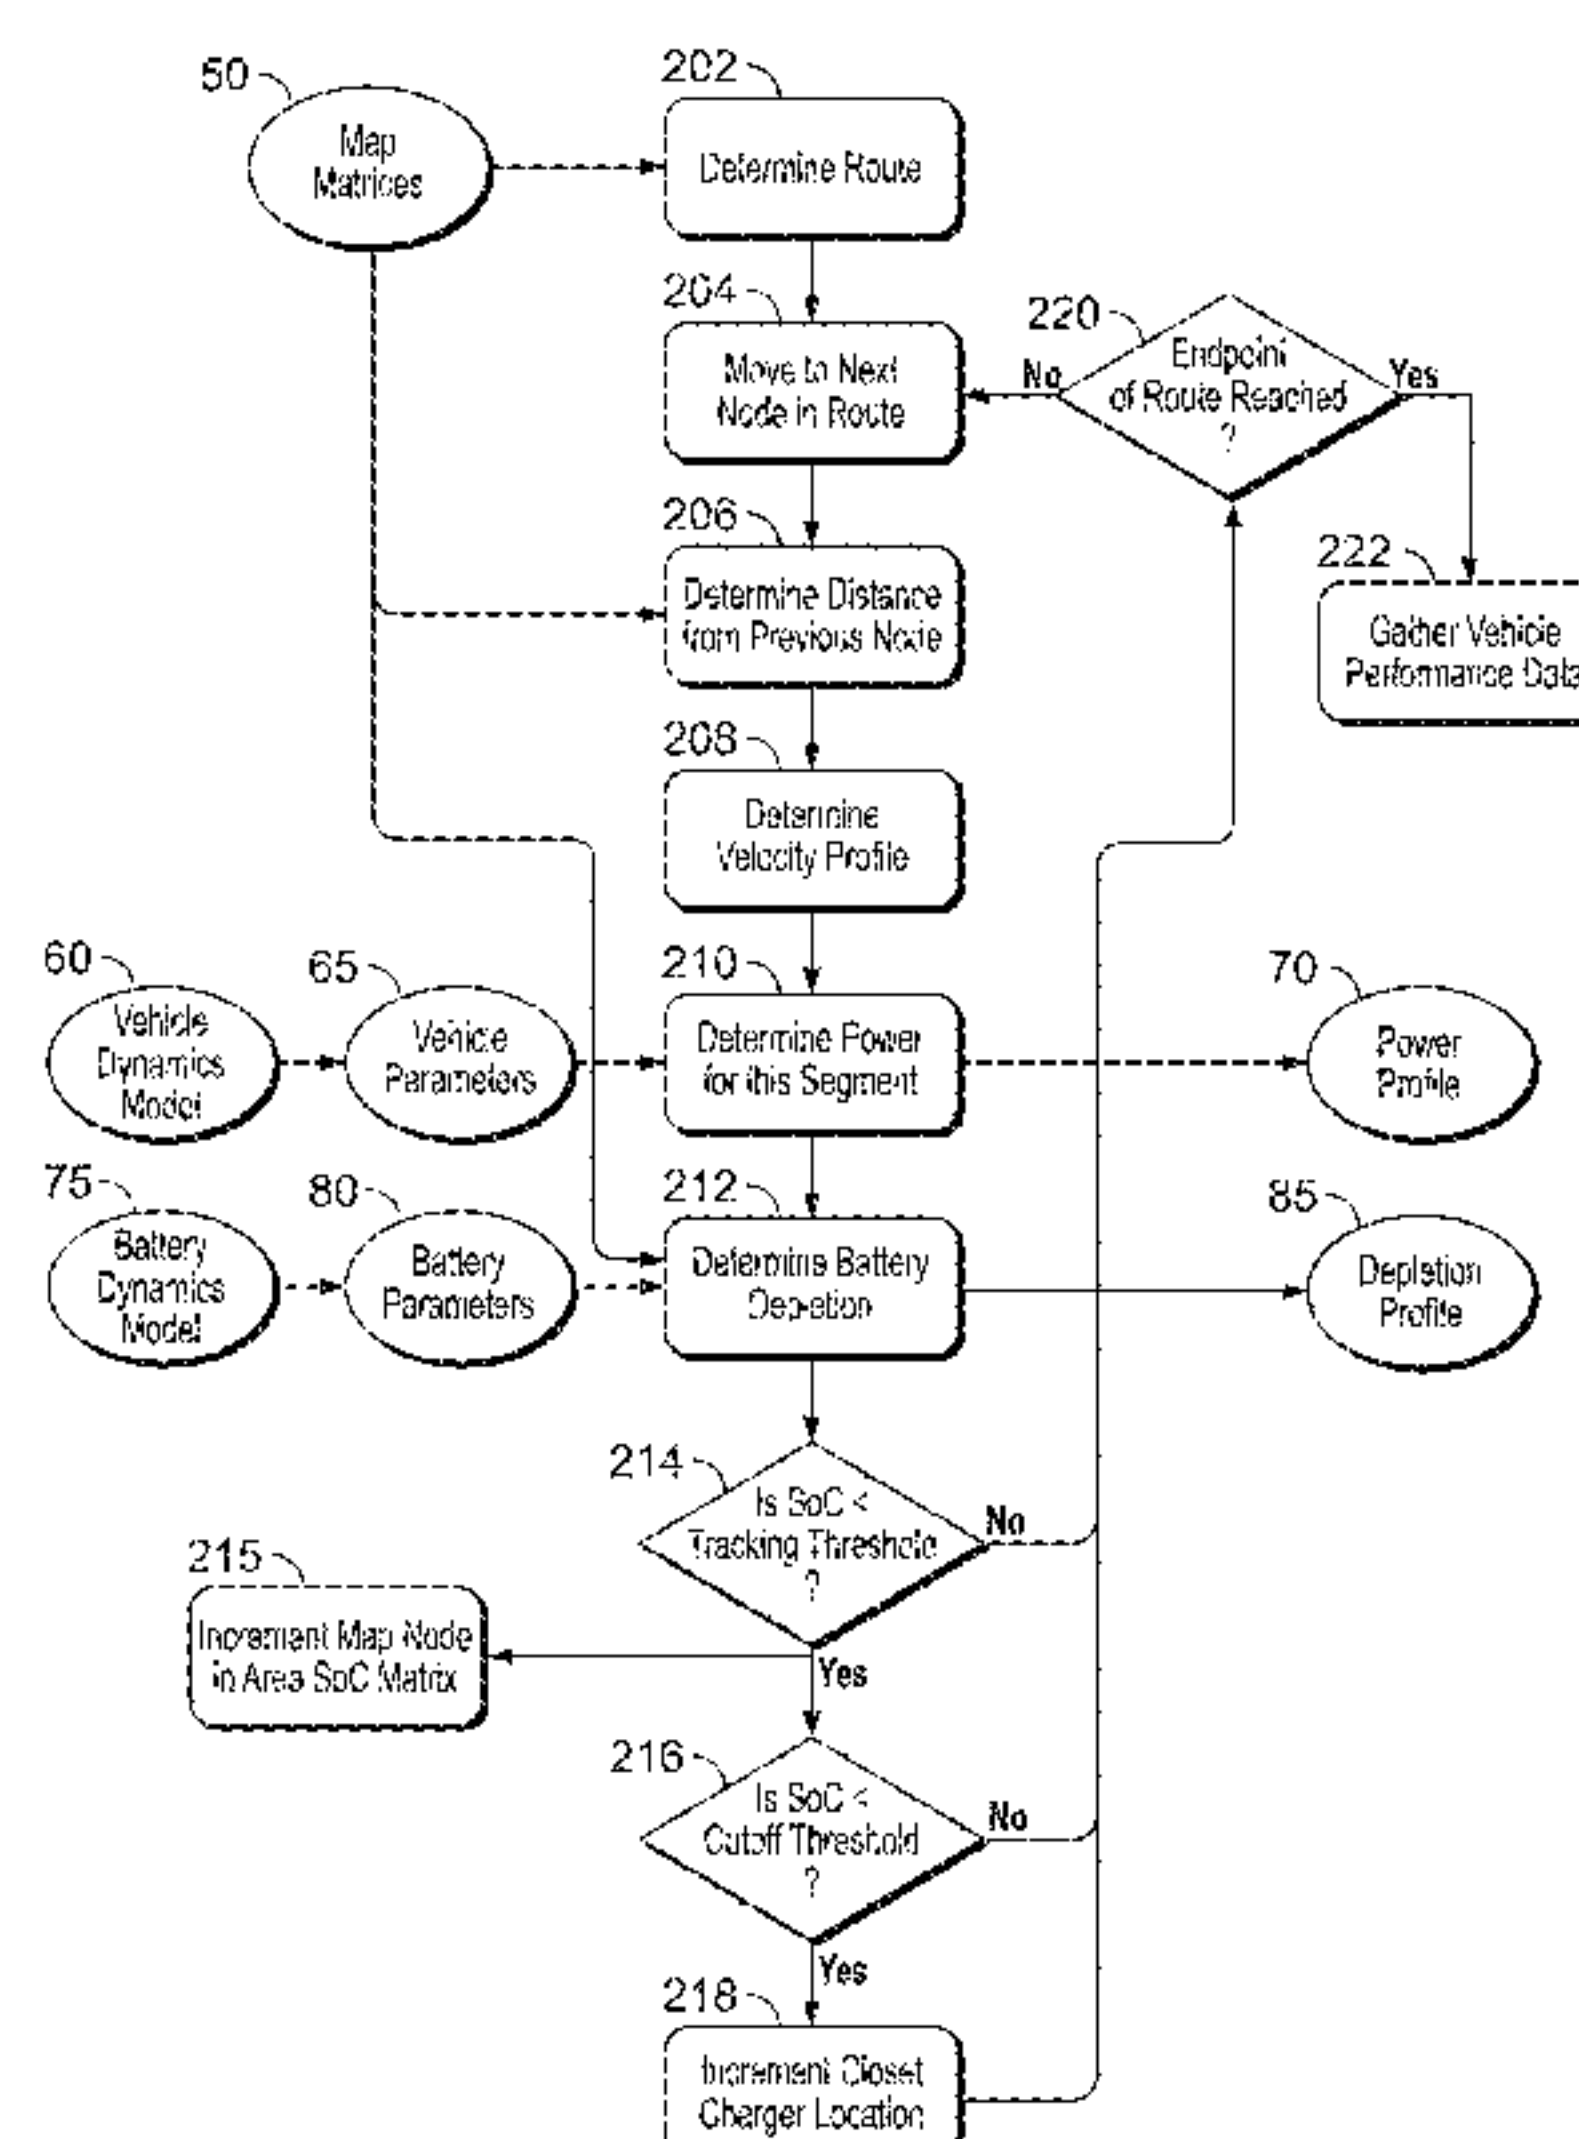 50
Map
Matrices
202
Determine Route
204
Move to Next
Node in Route
220
Endpoint
of Route Reached
?
No
Yes
206
Determine Distance
from Previous Node
222
Gather Vehicle
Performance Data
208
Determine
Velocity Profile
60
Vehicle
Dynamics
Model
65
Vehicle
Parameters
210
Determine Power
for this Segment
70
Power
Profile
75
Battery
Dynamics
Model
80
Battery
Parameters
212
Determine Battery
Depletion
85
Depletion
Profile
214
Is SoC <
Tracking Threshold
?
No
Yes
215
Increment Map Node
in Area SoC Matrix
216
Is SoC <
Cutoff Threshold
?
No
Yes
218
Increment Closet
Charger Location